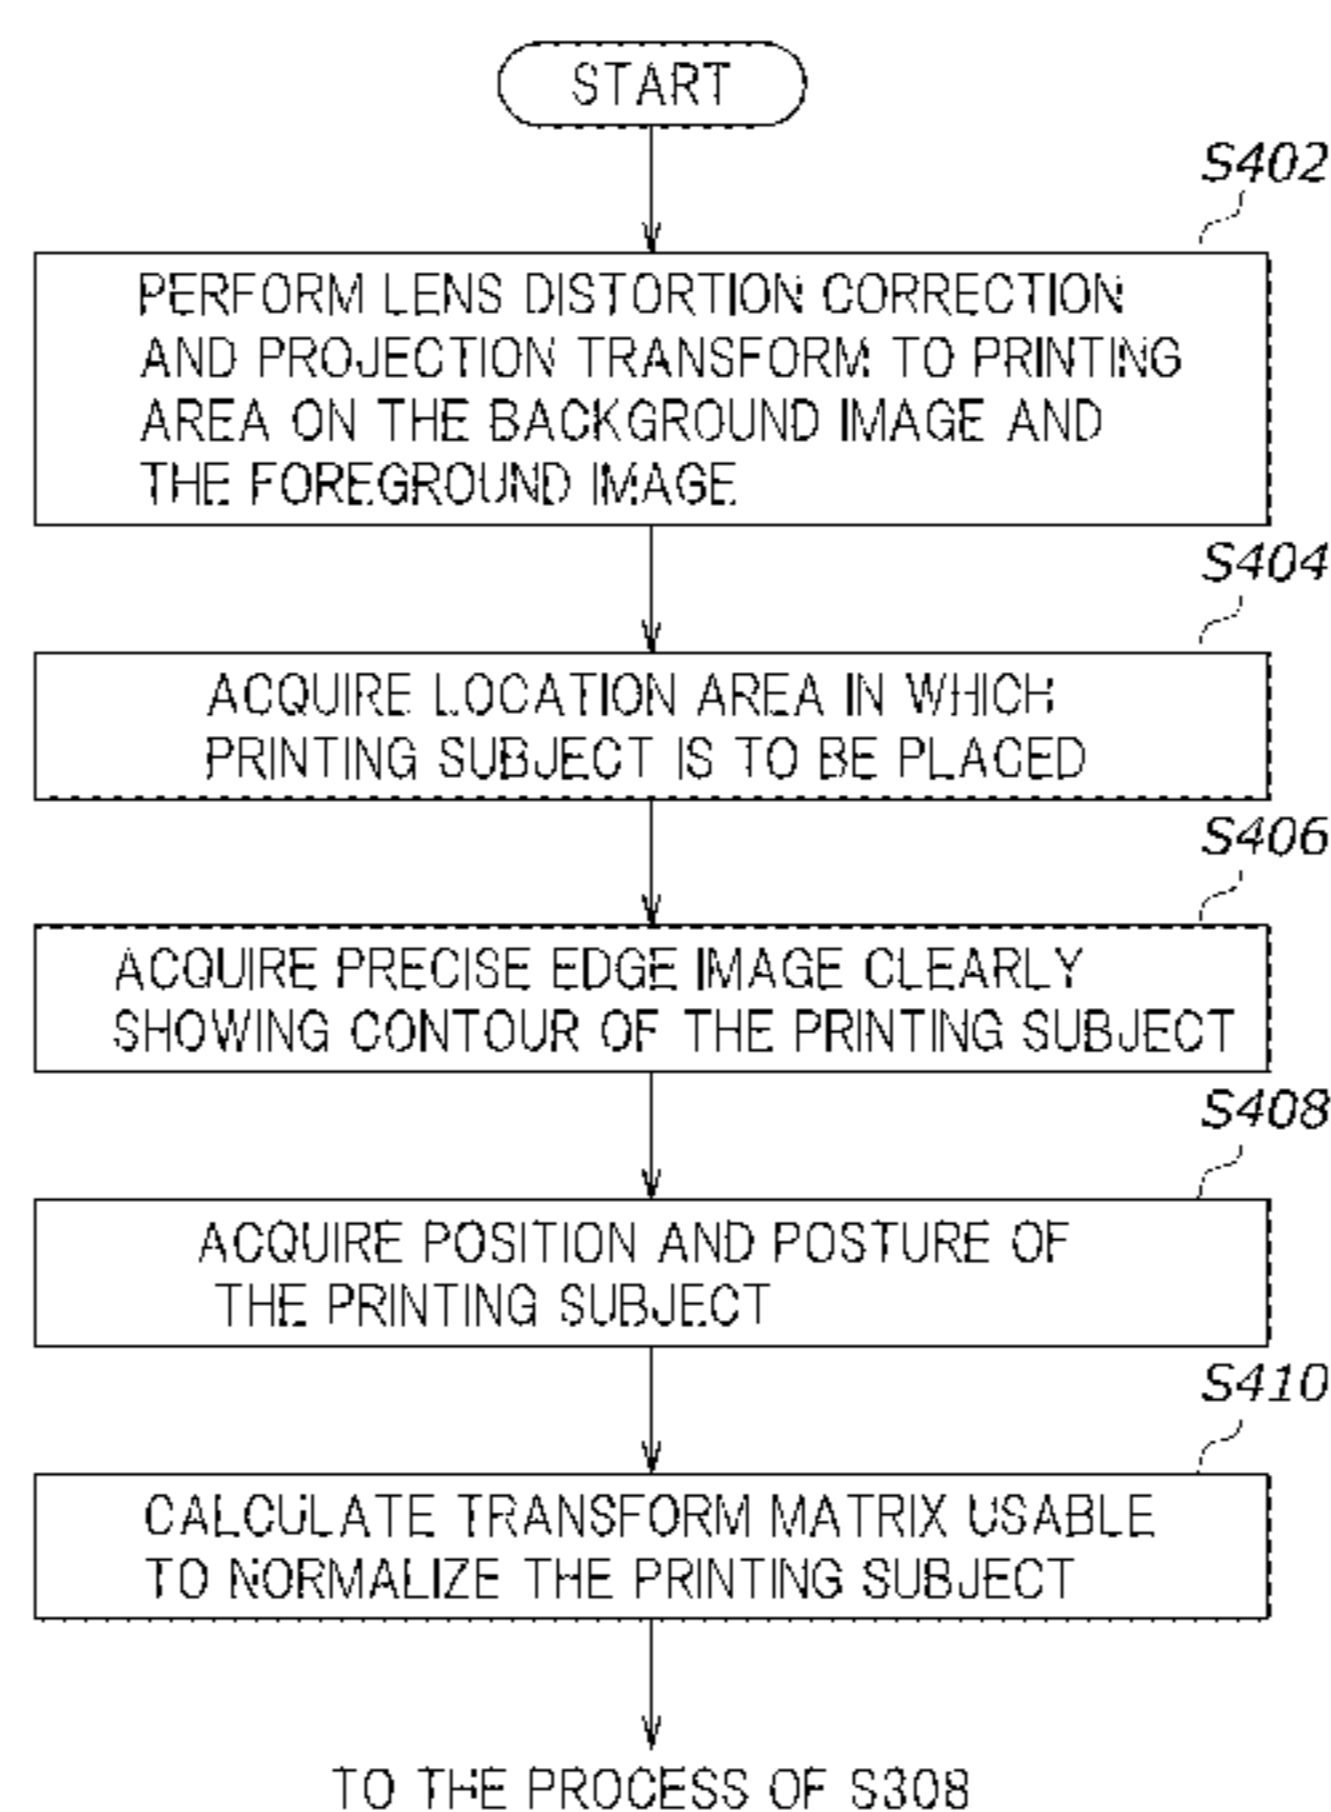 START
S402
PERFORM LENS DISTORTION CORRECTION
AND PROJECTION TRANSFORM TO PRINTING
AREA ON THE BACKGROUND IMAGE AND
THE FOREGROUND IMAGE
S404
ACQUIRE LOCATION AREA IN WHICH
PRINTING SUBJECT IS TO BE PLACED
S406
ACQUIRE PRECISE EDGE IMAGE CLEARLY
SHOWING CONTOUR OF THE PRINTING SUBJECT
S408
ACQUIRE POSITION AND POSTURE OF
THE PRINTING SUBJECT
S410
CALCULATE TRANSFORM MATRIX USABLE
TO NORMALIZE THE PRINTING SUBJECT
TO THE PROCESS OF S308